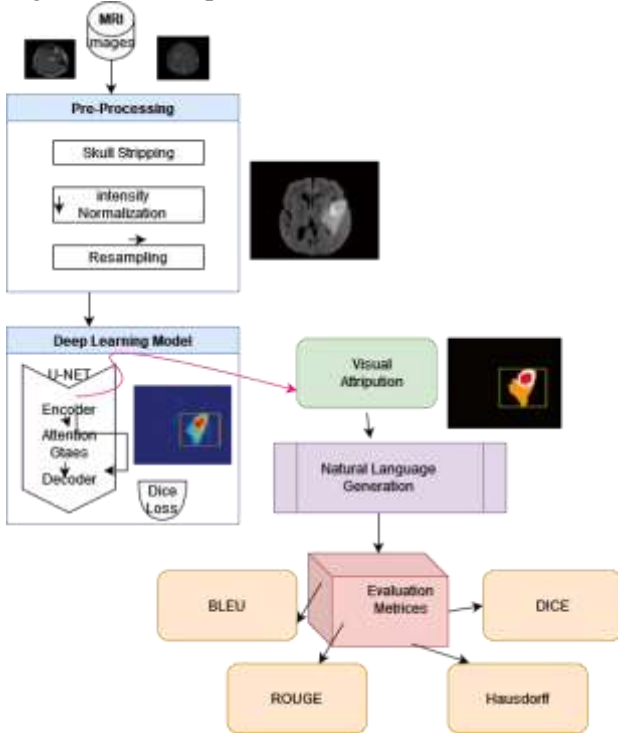 MRI
images
Pre-Processing
Skull Stripping
intensity
Normalization
Resampling
Deep Learning Model
U-NET
Encoder
Attention
Gtaes
Decoder
Dice
Loss
Visual
Attripution
Natural Language
Generation
Evaluation
Metrices
BLEU
DICE
ROUGE
Hausdorff